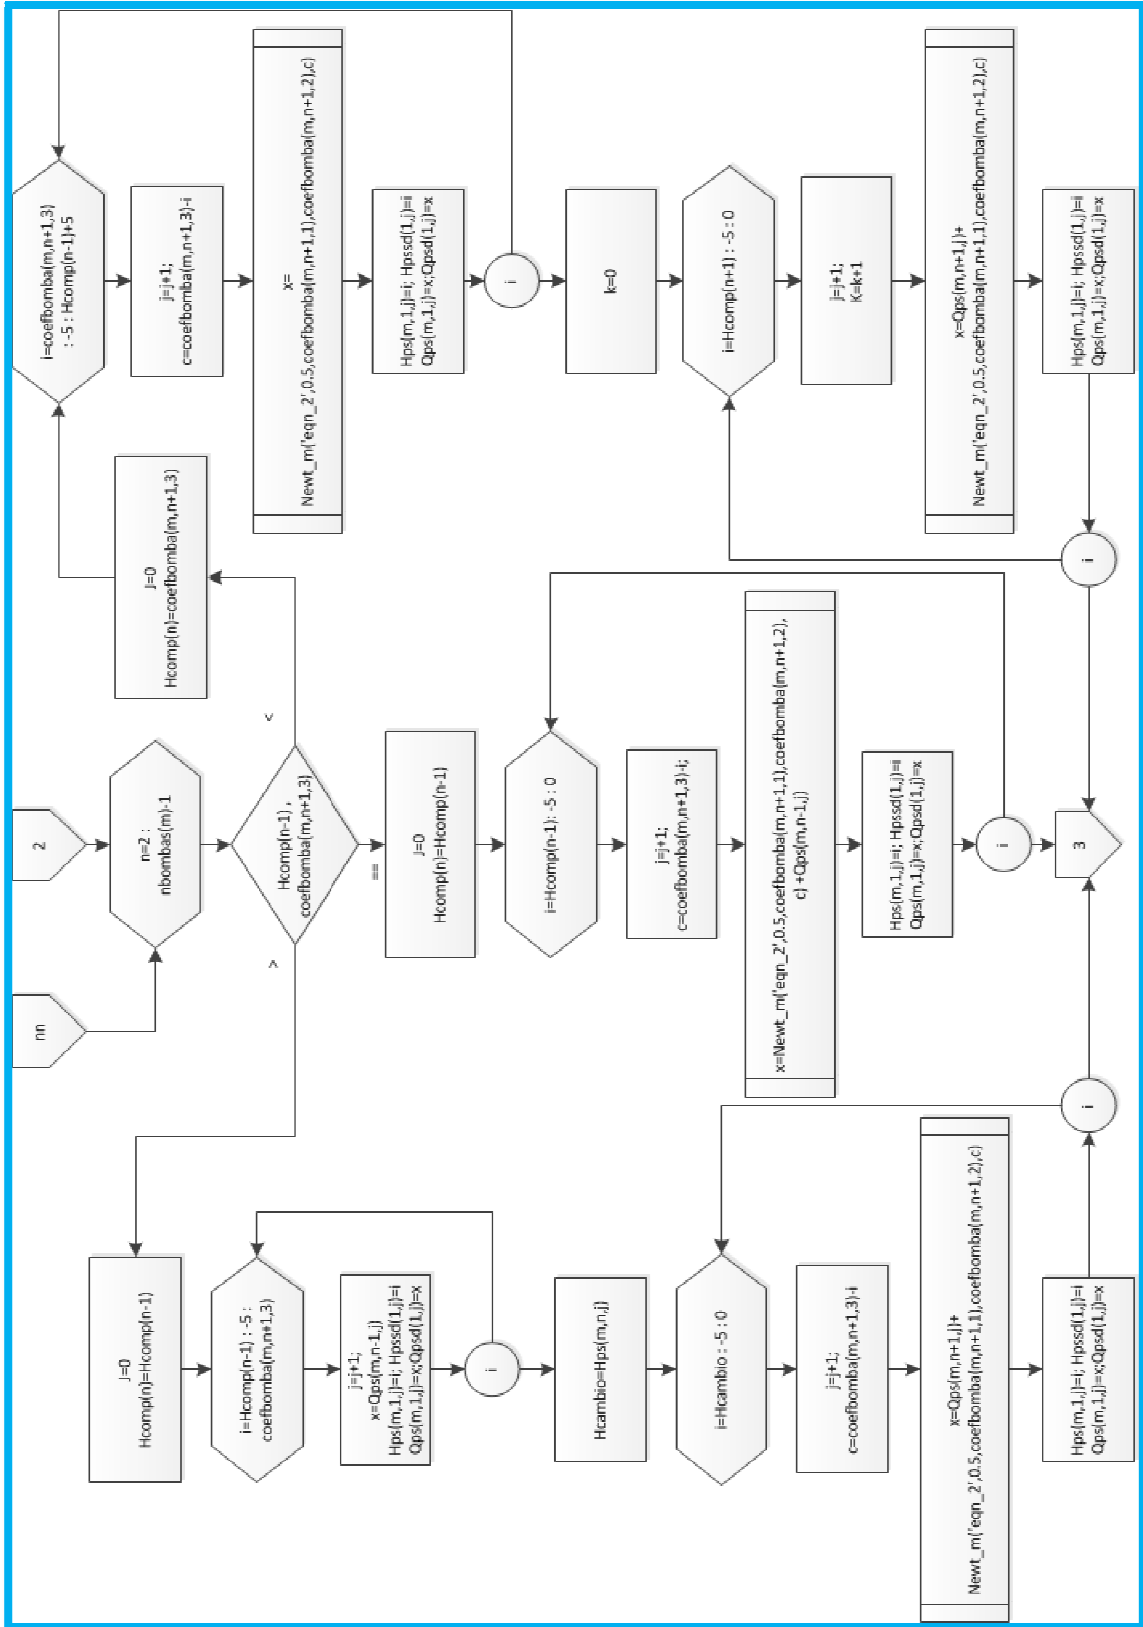 nn
2
n=2 :
nbombas(m)-1
Hcomp(n-1) ,
coefbomba(m,n+1,3)
>
==
<
J=0
Hcomp(n)=Hcomp(n-1)
i=Hcomp(n-1) : -5 :
coefbomba(m,n+1,3)
j=j+1;
x=Qps(m,n-1,j)
Hps(m,1,j)=i; Hpssd(1,j)=i
Qps(m,1,j)=x;Qpsd(1,j)=x
i
Hcambio=Hps(m,n,j)
i=Hcambio : -5 : 0
j=j+1;
c=coefbomba(m,n+1,3)-i
x=Qps(m,n+1,j)+
Newt_m('eqn_2',0.5,coefbomba(m,n+1,1),coefbomba(m,n+1,2),c)
Hps(m,1,j)=i; Hpssd(1,j)=i
Qps(m,1,j)=x;Qpsd(1,j)=x
i
J=0
Hcomp(n)=Hcomp(n-1)
i=Hcomp(n-1): -5 : 0
j=j+1;
c=coefbomba(m,n+1,3)-i;
x=Newt_m('eqn_2',0.5,coefbomba(m,n+1,1),coefbomba(m,n+1,2),
c) +Qps(m,n-1,j)
Hps(m,1,j)=i; Hpssd(1,j)=i
Qps(m,1,j)=x;Qpsd(1,j)=x
i
3
J=0
Hcomp(n)=coefbomba(m,n+1,3)
i=coefbomba(m,n+1,3)
: -5 : Hcomp(n-1)+5
j=j+1;
c=coefbomba(m,n+1,3)-i
x=
Newt_m('eqn_2',0.5,coefbomba(m,n+1,1),coefbomba(m,n+1,2),c)
Hps(m,1,j)=i; Hpssd(1,j)=i
Qps(m,1,j)=x;Qpsd(1,j)=x
i
k=0
i=Hcomp(n+1) : -5 : 0
j=j+1;
K=k+1
x=Qps(m,n+1,j)+
Newt_m('eqn_2',0.5,coefbomba(m,n+1,1),coefbomba(m,n+1,2),c)
Hps(m,1,j)=i; Hpssd(1,j)=i
Qps(m,1,j)=x;Qpsd(1,j)=x
i